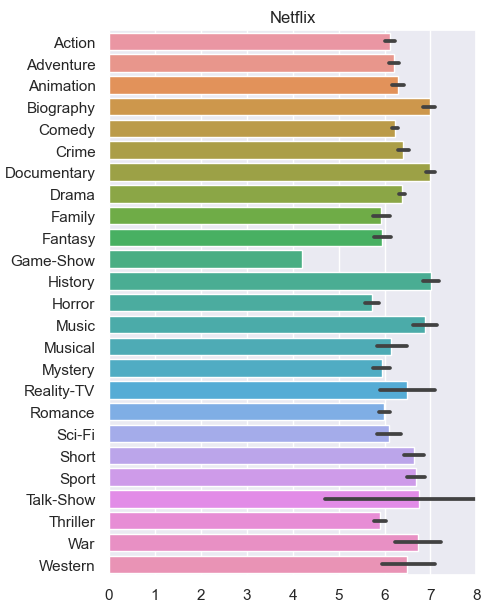 Netflix
Action
Adventure
Animation
Biography
Comedy
Crime
Documentary
Drama
Family
Fantasy
Game-Show
History
Horror
Music
Musical
Mystery
Reality-TV
Romance
Sci-Fi
Short
Sport
Talk-Show
Thriller
War
Western
0 1 2 3 4 5 6 7 8